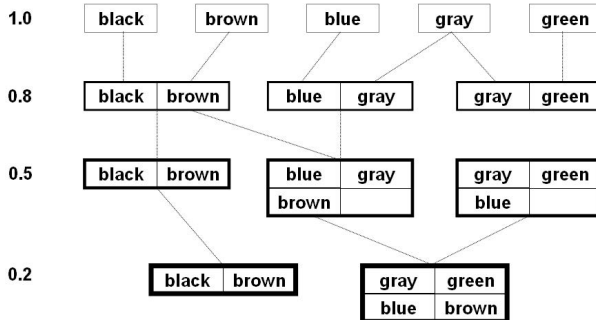 1.0 black brown blue gray green
0.8 black brown blue gray gray green
0.5 black brown blue gray gray green
brown blue
0.2 black brown gray green
blue brown